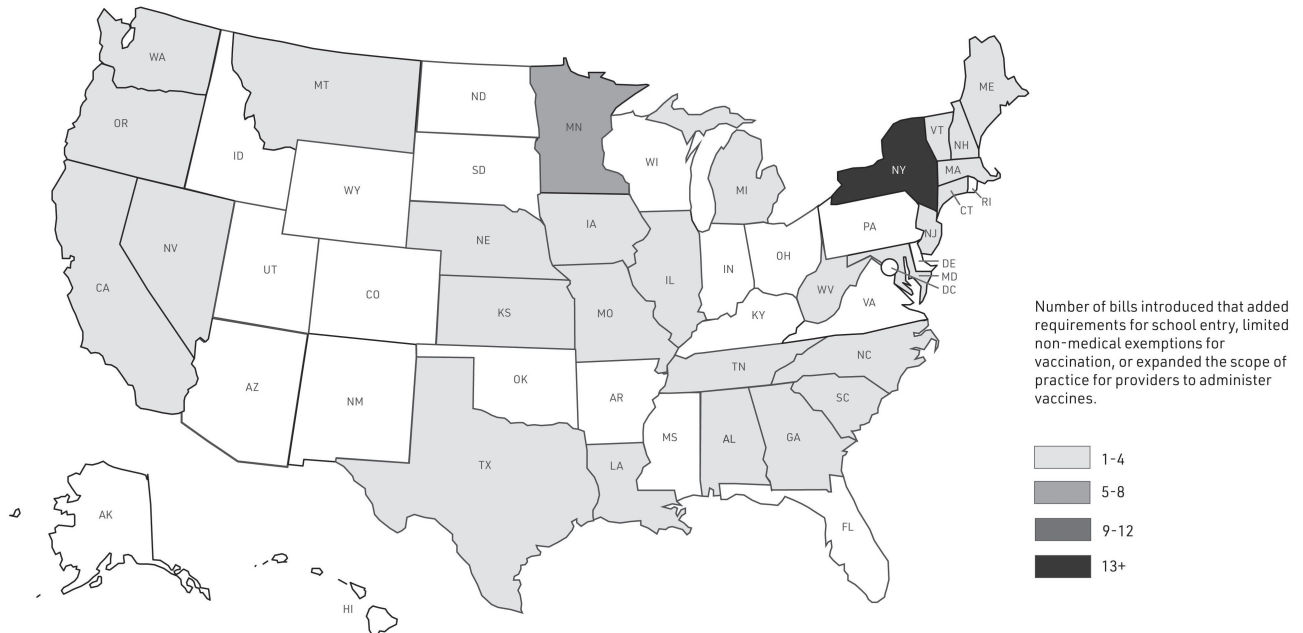 WA
MT
ND
MN
ME
OR
ID
SD
WI
VT
NH
NY
MA
WY
MI
CT
RI
NV
NE
IA
PA
NJ
CA
UT
CO
IL
IN
OH
DE
MD
DC
WV
VA
KS
MO
KY
AZ
NM
OK
AR
TN
NC
SC
TX
LA
MS
AL
GA
AK
FL
HI
Number of bills introduced that added
requirements for school entry, limited
non-medical exemptions for
vaccination, or expanded the scope of
practice for providers to administer
vaccines.
1-4
5-8
9-12
13+